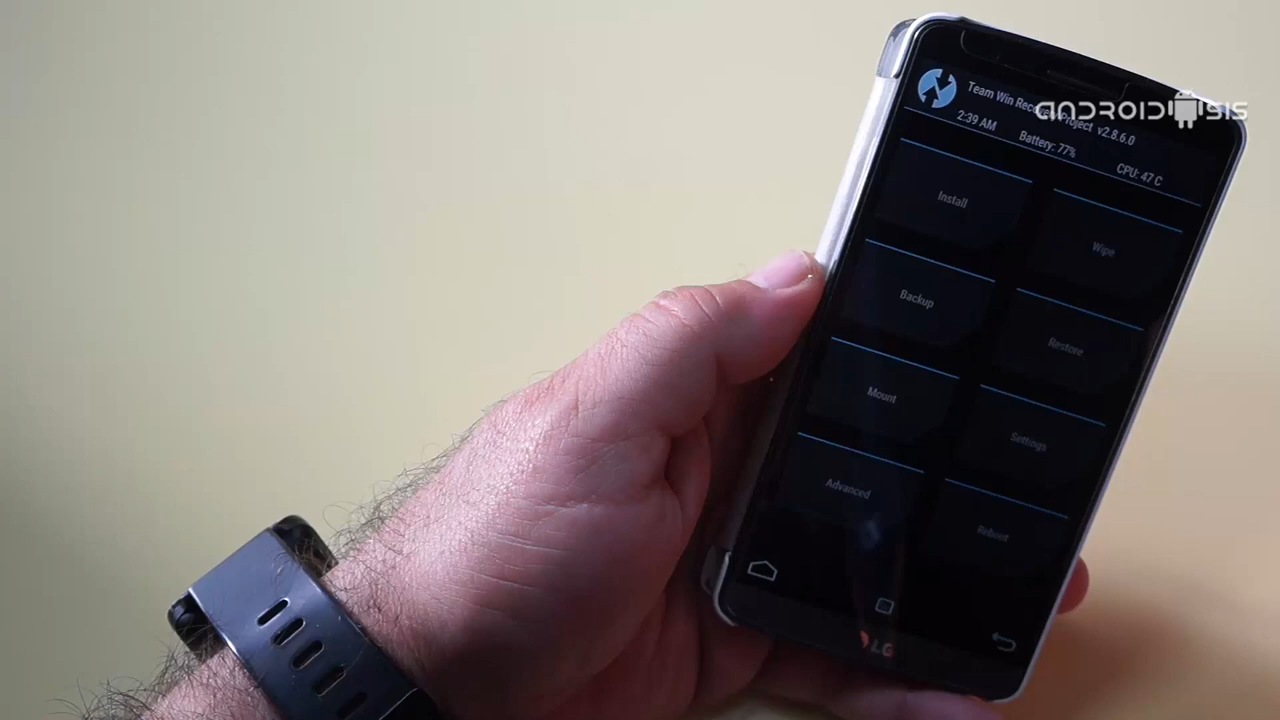 Team Win Recovery Project v2.8.6.0
ANDROIDSIS
2:39 AM
Battery: 77%
CPU: 47 C
Install
Wipe
Backup
Restore
Mount
Settings
Advanced
Reboot
LG